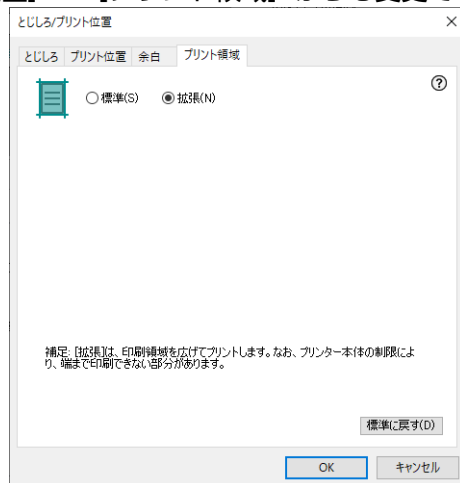 とじしろ/プリント位置
とじしろ プリント位置 余白 プリント領域
標準(S) 拡張(N)
補足: [拡張]は、印刷領域を広げてプリントします。なお、プリンター本体の制限によ
り、端まで印刷できない部分があります。
標準に戻す(D)
OK キャンセル